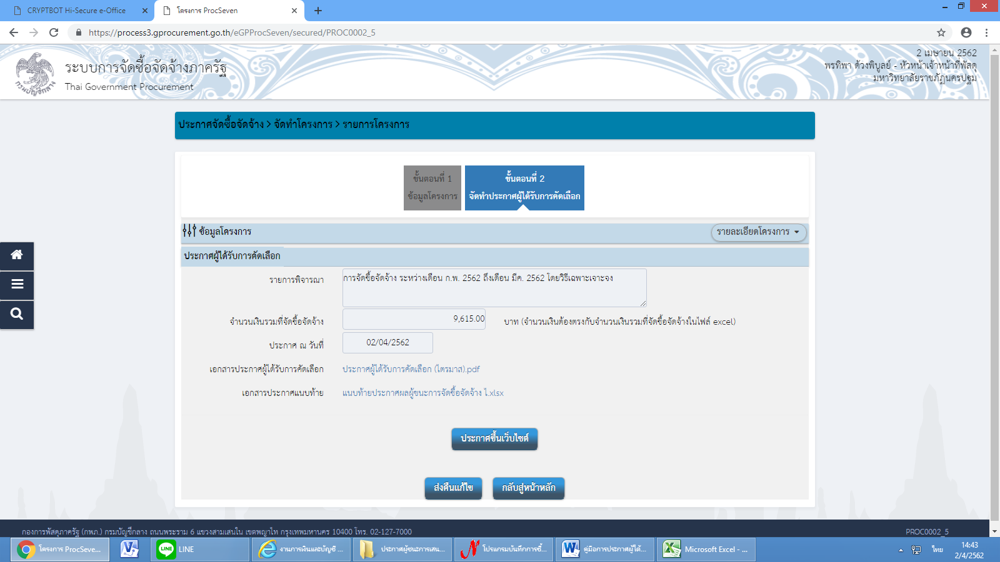 CRYPTBOT Hi-Secure e-Office
โครงการ ProcSeven
https://process3.gprocurement.go.th/eGPProcSeven/secured/PROC0002_5
ระบบการจัดซื้อจัดจ้างภาครัฐ
Thai Government Procurement
กรมบัญชีกลาง
2 เมษายน 2562
พรทิพา ด้วงพิบูลย์ - หัวหน้าเจ้าหน้าที่พัสดุ
มหาวิทยาลัยราชภัฏนครปฐม
ประกาศจัดซื้อจัดจ้าง > จัดทำโครงการ > รายการโครงการ
ขั้นตอนที่ 1
ข้อมูลโครงการ
ขั้นตอนที่ 2
จัดทำประกาศผู้ได้รับการคัดเลือก
ข้อมูลโครงการ
รายละเอียดโครงการ
ประกาศผู้ได้รับการคัดเลือก
รายการพิจารณา
การจัดซื้อจัดจ้าง ระหว่างเดือน ก.พ. 2562 ถึงเดือน มีค. 2562 โดยวิธีเฉพาะเจาะจง
จำนวนเงินรวมที่จัดซื้อจัดจ้าง
9,615.00
บาท (จำนวนเงินต้องตรงกับจำนวนเงินรวมที่จัดซื้อจัดจ้างในไฟล์ excel)
ประกาศ ณ วันที่
02/04/2562
เอกสารประกาศผู้ได้รับการคัดเลือก
ประกาศผู้ได้รับการคัดเลือก (ไตรมาส).pdf
เอกสารประกาศแนบท้าย
แนบท้ายประกาศผลผู้ชนะการจัดซื้อจัดจ้าง ไ.xlsx
ประกาศขึ้นเว็บไซต์
ส่งคืนแก้ไข
กลับสู่หน้าหลัก
กองการพัสดุภาครัฐ (กพภ.) กรมบัญชีกลาง ถนนพระราม 6 แขวงสามเสนใน เขตพญาไท กรุงเทพมหานคร 10400 โทร. 02-127-7000
PROC0002_5
โครงการ ProcSeve...
LINE
งานการเงินและบัญชี ...
ประกาศผู้ชนะการเสน...
โปรแกรมบันทึกการซื้...
คู่มือการประกาศผู้ได้...
Microsoft Excel - ...
ไทย
14:43
2/4/2562